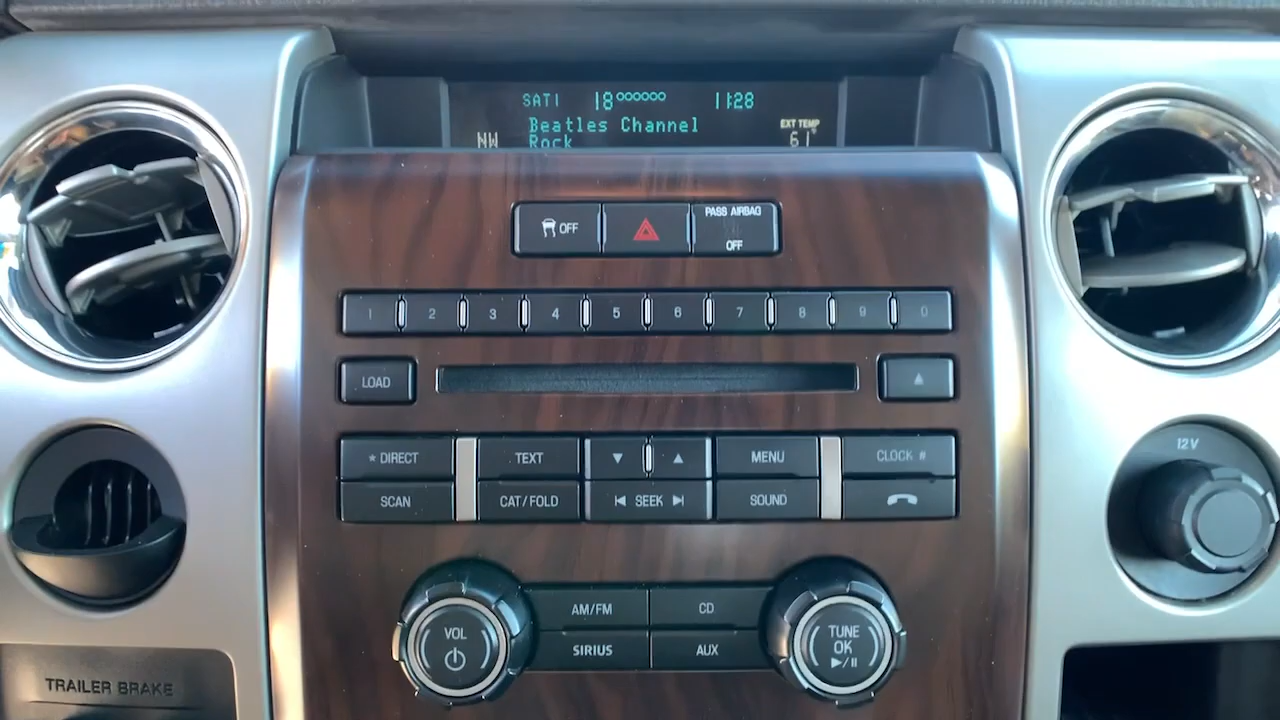 SAT1 18 11:28
Beatles Channel
EXT TEMP
NW Rock 61°
OFF
PASS AIRBAG
OFF
1 2 3 4 5 6 7 8 9 0
LOAD
* DIRECT TEXT MENU CLOCK #
SCAN CAT/FOLD SEEK SOUND
12V
AM/FM CD
VOL
TUNE
OK
SIRIUS AUX
TRAILER BRAKE